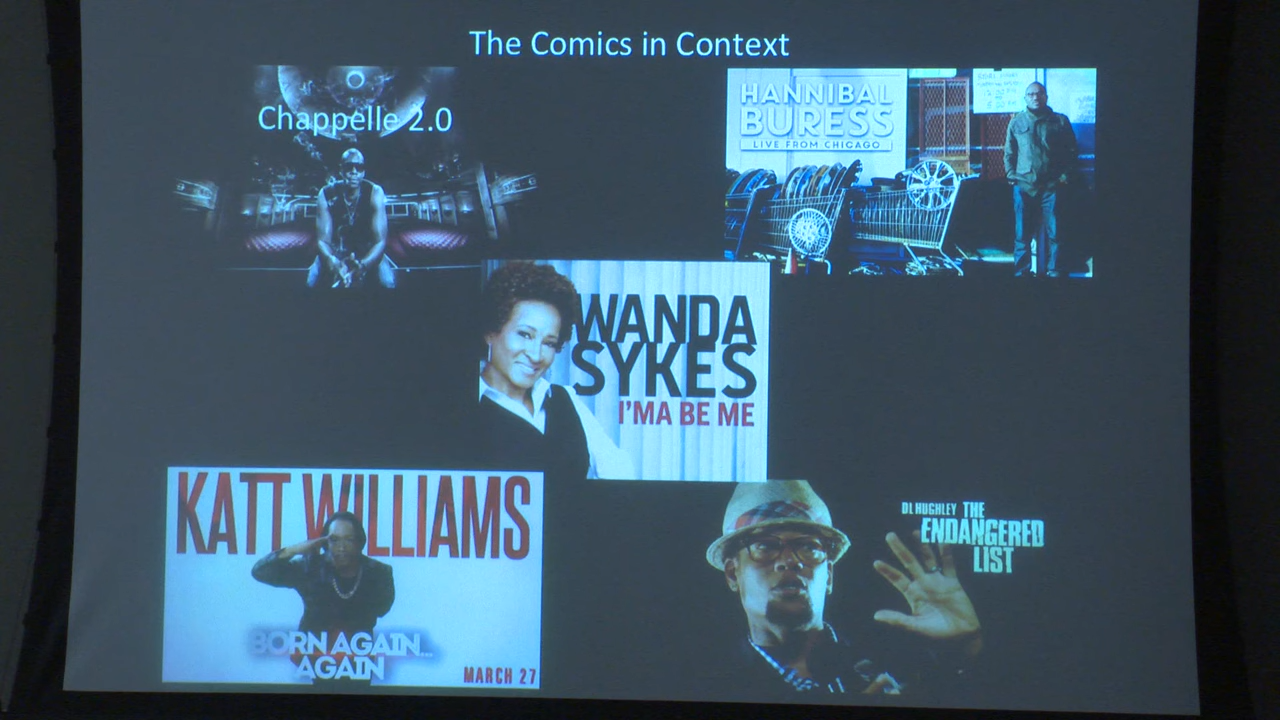 The Comics in Context
Chappelle 2.0
HANNIBAL
BURESS
LIVE FROM CHICAGO
WANDA
SYKES
I'MA BE ME
KATT WILLIAMS
BORN AGAIN...
AGAIN
MARCH 27
DL HUGHLEY THE
ENDANGERED
LIST